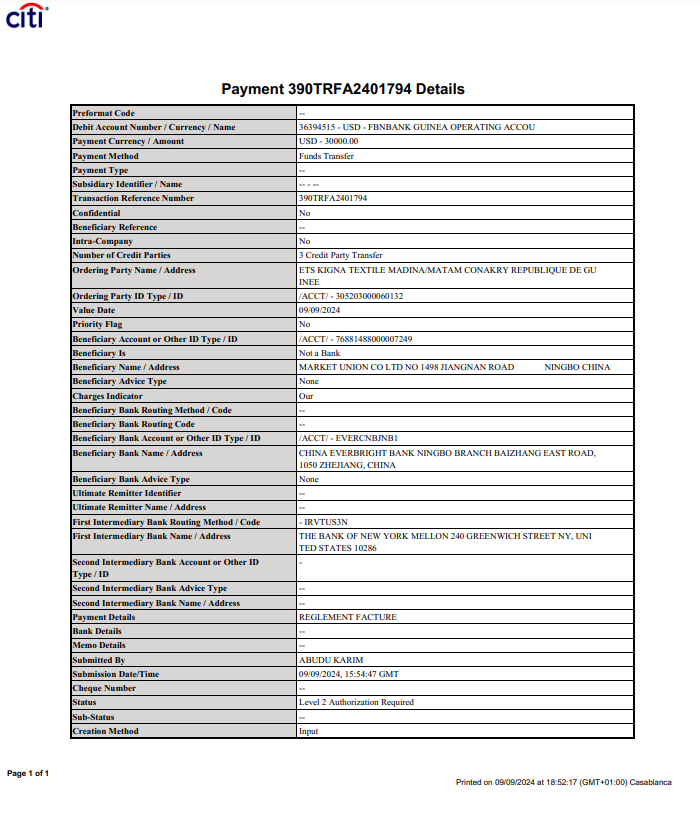 citi
Payment 390TRFA2401794 Details
Preformat Code --
Debit Account Number / Currency / Name 36394515 - USD - FBNBANK GUINEA OPERATING ACCOU
Payment Currency / Amount USD - 30000.00
Payment Method Funds Transfer
Payment Type --
Subsidiary Identifier / Name -- - --
Transaction Reference Number 390TRFA2401794
Confidential No
Beneficiary Reference --
Intra-Company No
Number of Credit Parties 3 Credit Party Transfer
Ordering Party Name / Address ETS KIGNA TEXTILE MADINA/MATAM CONAKRY REPUBLIQUE DE GU
INEE
Ordering Party ID Type / ID /ACCT/ - 305203000060132
Value Date 09/09/2024
Priority Flag No
Beneficiary Account or Other ID Type / ID /ACCT/ - 76881488000007249
Beneficiary Is Not a Bank
Beneficiary Name / Address MARKET UNION CO LTD NO 1498 JIANGNAN ROAD NINGBO CHINA
Beneficiary Advice Type None
Charges Indicator Our
Beneficiary Bank Routing Method / Code --
Beneficiary Bank Routing Code --
Beneficiary Bank Account or Other ID Type / ID /ACCT/ - EVERCNBJNB1
Beneficiary Bank Name / Address CHINA EVERBRIGHT BANK NINGBO BRANCH BAIZHANG EAST ROAD,
1050 ZHEJIANG, CHINA
Beneficiary Bank Advice Type None
Ultimate Remitter Identifier --
Ultimate Remitter Name / Address --
First Intermediary Bank Routing Method / Code - IRVTUS3N
First Intermediary Bank Name / Address THE BANK OF NEW YORK MELLON 240 GREENWICH STREET NY, UNI
TED STATES 10286
Second Intermediary Bank Account or Other ID -
Type / ID
Second Intermediary Bank Advice Type --
Second Intermediary Bank Name / Address --
Payment Details REGLEMENT FACTURE
Bank Details --
Memo Details --
Submitted By ABUDU KARIM
Submission Date/Time 09/09/2024, 15:54:47 GMT
Cheque Number --
Status Level 2 Authorization Required
Sub-Status --
Creation Method Input
Page 1 of 1
Printed on 09/09/2024 at 18:52:17 (GMT+01:00) Casablanca